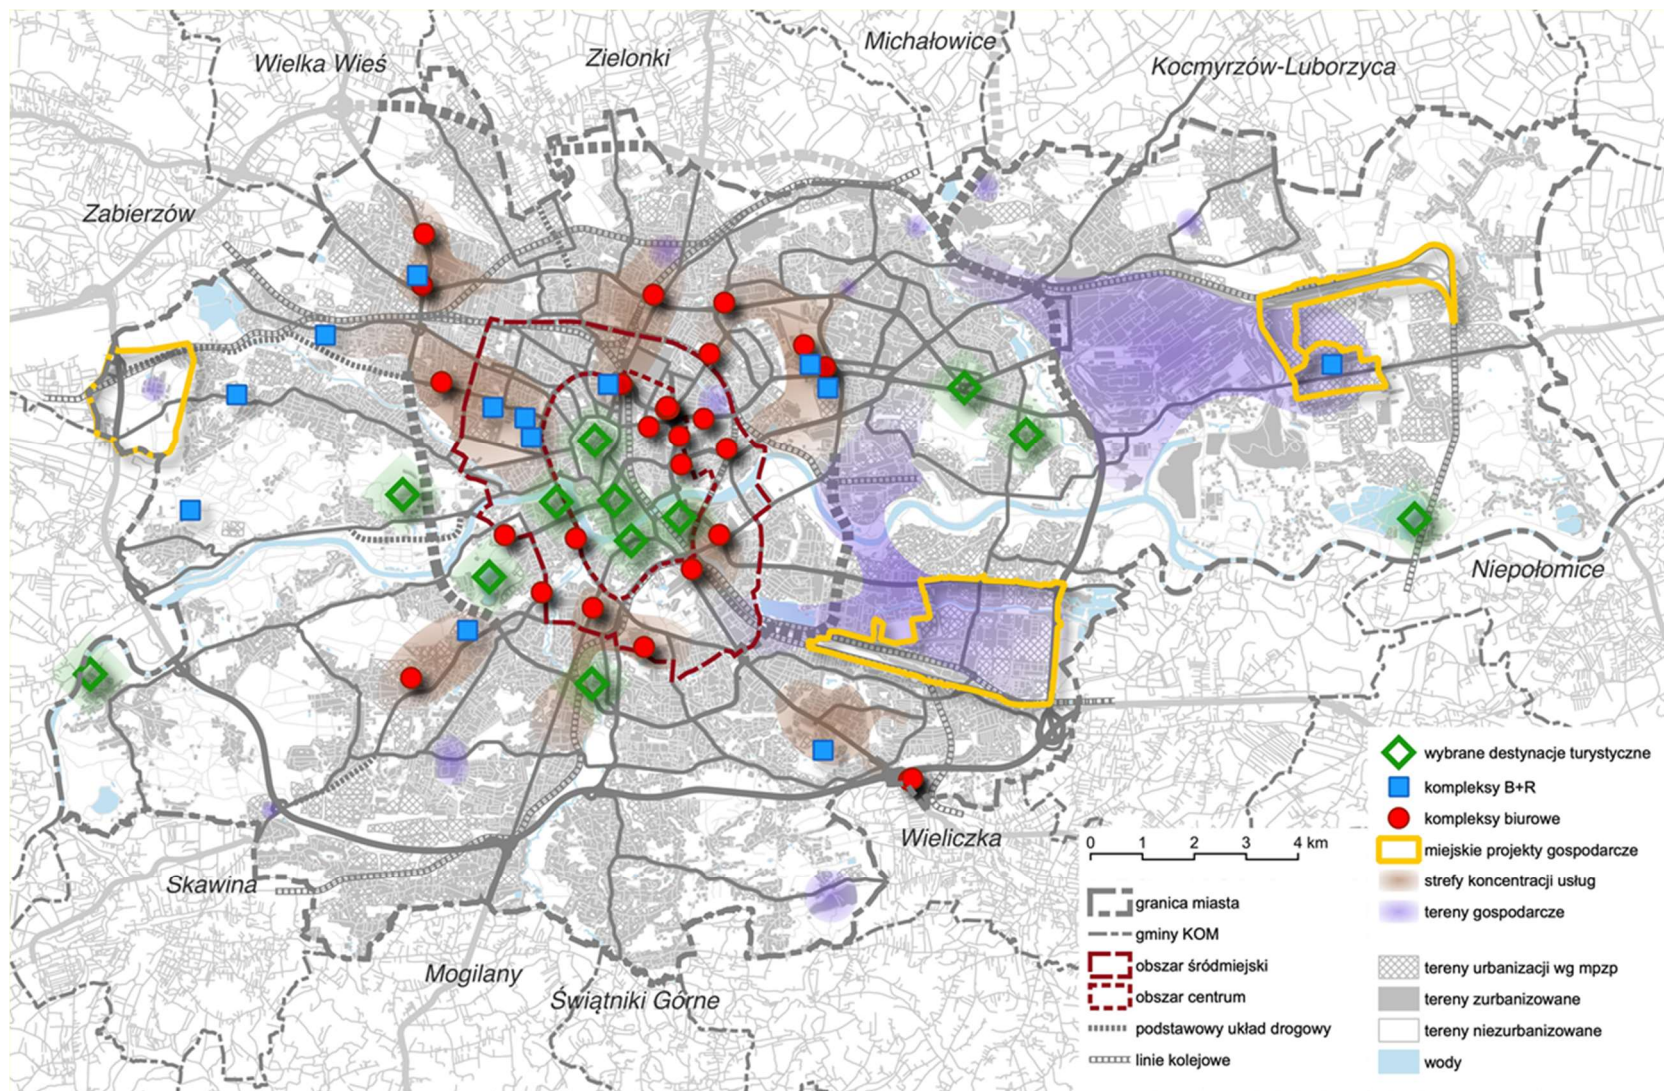 Wielka Wieś
Zielonki
Michałowice
Kocmyrzów-Luborzyca
Zabierzów
Niepołomice
Wieliczka
Skawina
Mogilany
Świątniki Górne
0 1 2 3 4 km
granica miasta
gminy KOM
obszar śródmiejski
obszar centrum
podstawowy układ drogowy
linie kolejowe
wybrane destynacje turystyczne
kompleksy B+R
kompleksy biurowe
miejskie projekty gospodarcze
strefy koncentracji usług
tereny gospodarcze
tereny urbanizacji wg mpzp
tereny zurbanizowane
tereny niezurbanizowane
wody